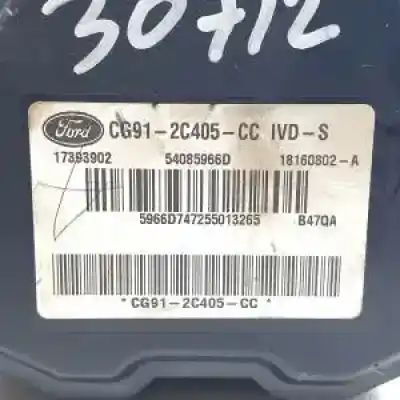 30712
Ford CG91-2C405-CC IVD-S
17393902 54085966D 18160802-A
5966D747255013265 B47QA
*CG91-2C405-CC*